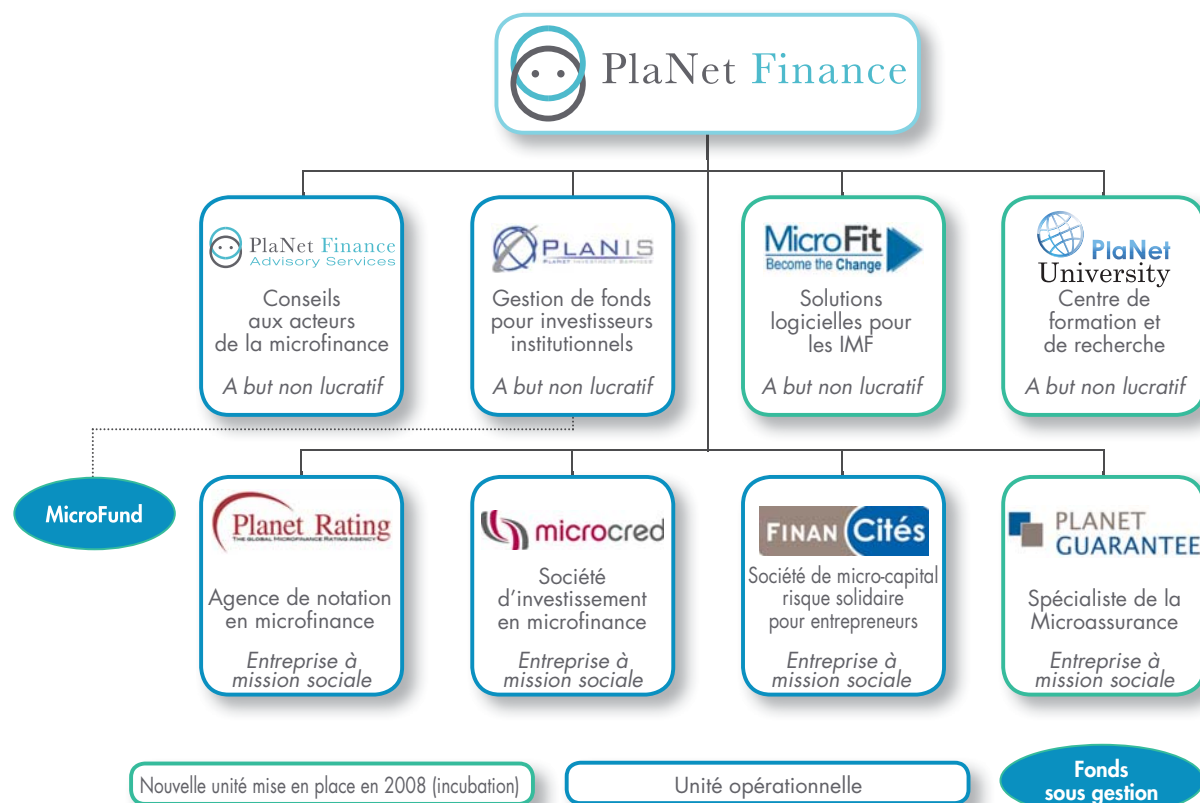 PlaNet Finance
PlaNet Finance
Advisory Services
Conseils
aux acteurs
de la microfinance
A but non lucratif
PLANIS
PLANET INVESTMENT SERVICES
Gestion de fonds
pour investisseurs
institutionnels
A but non lucratif
MicroFit
Become the Change
Solutions
logicielles pour
les IMF
A but non lucratif
PlaNet
University
Centre de
formation et
de recherche
A but non lucratif
MicroFund
Planet Rating
THE GLOBAL MICROFINANCE RATING AGENCY
Agence de notation
en microfinance
Entreprise à
mission sociale
microcred
Société
d’investissement
en microfinance
Entreprise à
mission sociale
FINAN Cités
Société de micro-capital
risque solidaire
pour entrepreneurs
Entreprise à
mission sociale
PLANET
GUARANTEE
Spécialiste de la
Microassurance
Entreprise à
mission sociale
Nouvelle unité mise en place en 2008 (incubation)
Unité opérationnelle
Fonds
sous gestion